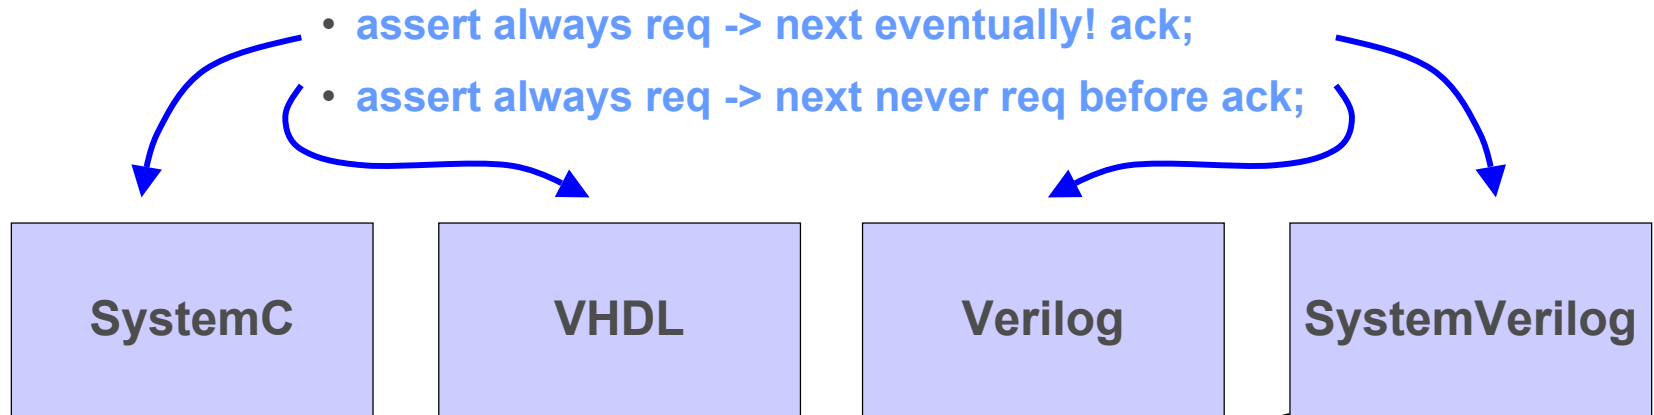 • assert always req -> next eventually! ack;
• assert always req -> next never req before ack;
SystemC
VHDL
Verilog
SystemVerilog